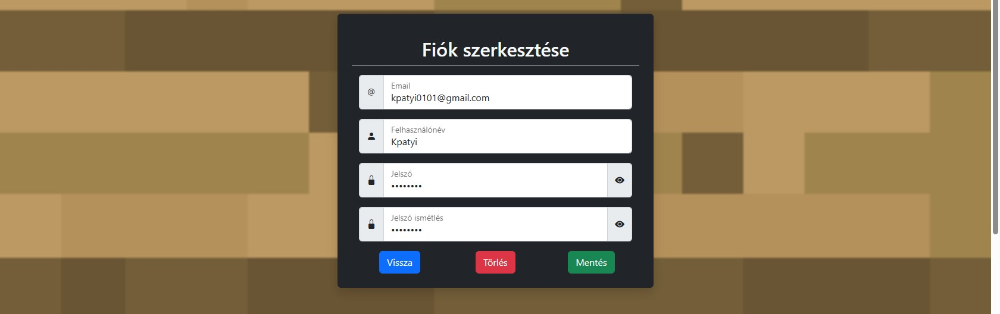 Fiók szerkesztése
@
Email
kpatyi0101@gmail.com
Felhasználónév
Kpatyi
Jelszó
••••••••
Jelszó ismétlés
••••••••
Vissza Törlés Mentés